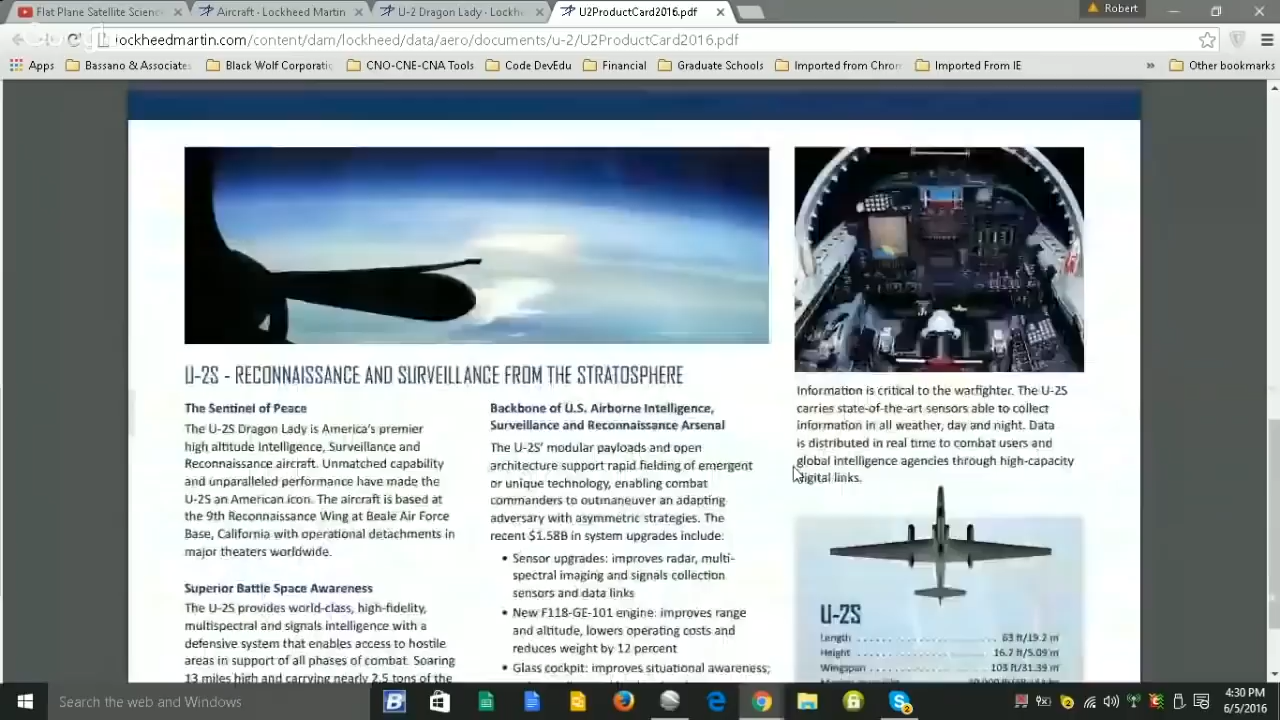 Flat Plane Satellite Scienc
Aircraft - Lockheed Martin
U-2 Dragon Lady - Lockh
U2ProductCard2016.pdf
Robert
lockheedmartin.com/content/dam/lockheed/data/aero/documents/u-2/U2ProductCard2016.pdf
Apps
Bassano & Associate
Black Wolf Corporatio
CNO-CNE-CNA Tools
Code DevEdu
Financial
Graduate Schools
Imported from Chron
Imported From IE
»
Other bookmarks
U-2S - RECONNAISSANCE AND SURVEILLANCE FROM THE STRATOSPHERE
The Sentinel of Peace
The U-2S Dragon Lady is America's premier
high altitude Intelligence, Surveillance and
Reconnaissance aircraft. Unmatched capability
and unparalleled performance have made the
U-2S an American icon. The aircraft is based at
the 9th Reconnaissance Wing at Beale Air Force
Base, California with operational detachments in
major theaters worldwide.
Superior Battle Space Awareness
The U-2S provides world-class, high-fidelity,
multispectral and signals intelligence with a
defensive system that enables access to hostile
areas in support of all phases of combat. Soaring
13 miles high and carrying nearly 2.5 tons of the
Backbone of U.S. Airborne Intelligence,
Surveillance and Reconnaissance Arsenal
The U-2S' modular payloads and open
architecture support rapid fielding of emergent
or unique technology, enabling combat
commanders to outmaneuver an adapting
adversary with asymmetric strategies. The
recent $1.58B in system upgrades include:
• Sensor upgrades: improves radar, multi-
spectral imaging and signals collection
sensors and data links
• New F118-GE-101 engine: improves range
and altitude, lowers operating costs and
reduces weight by 12 percent
• Glass cockpit: improves situational awareness;
Information is critical to the warfighter. The U-2S
carries state-of-the-art sensors able to collect
information in all weather, day and night. Data
is distributed in real time to combat users and
global intelligence agencies through high-capacity
digital links.
U-2S
Length . . . . . . . . . . . . . . . . . . . . . 63 ft/19.2 m
Height . . . . . . . . . . . . . . . . . . . . 16.7 ft/5.09 m
Wingspan . . . . . . . . . . . . . . . . 103 ft/31.39 m
Search the web and Windows
4:30 PM
6/5/2016